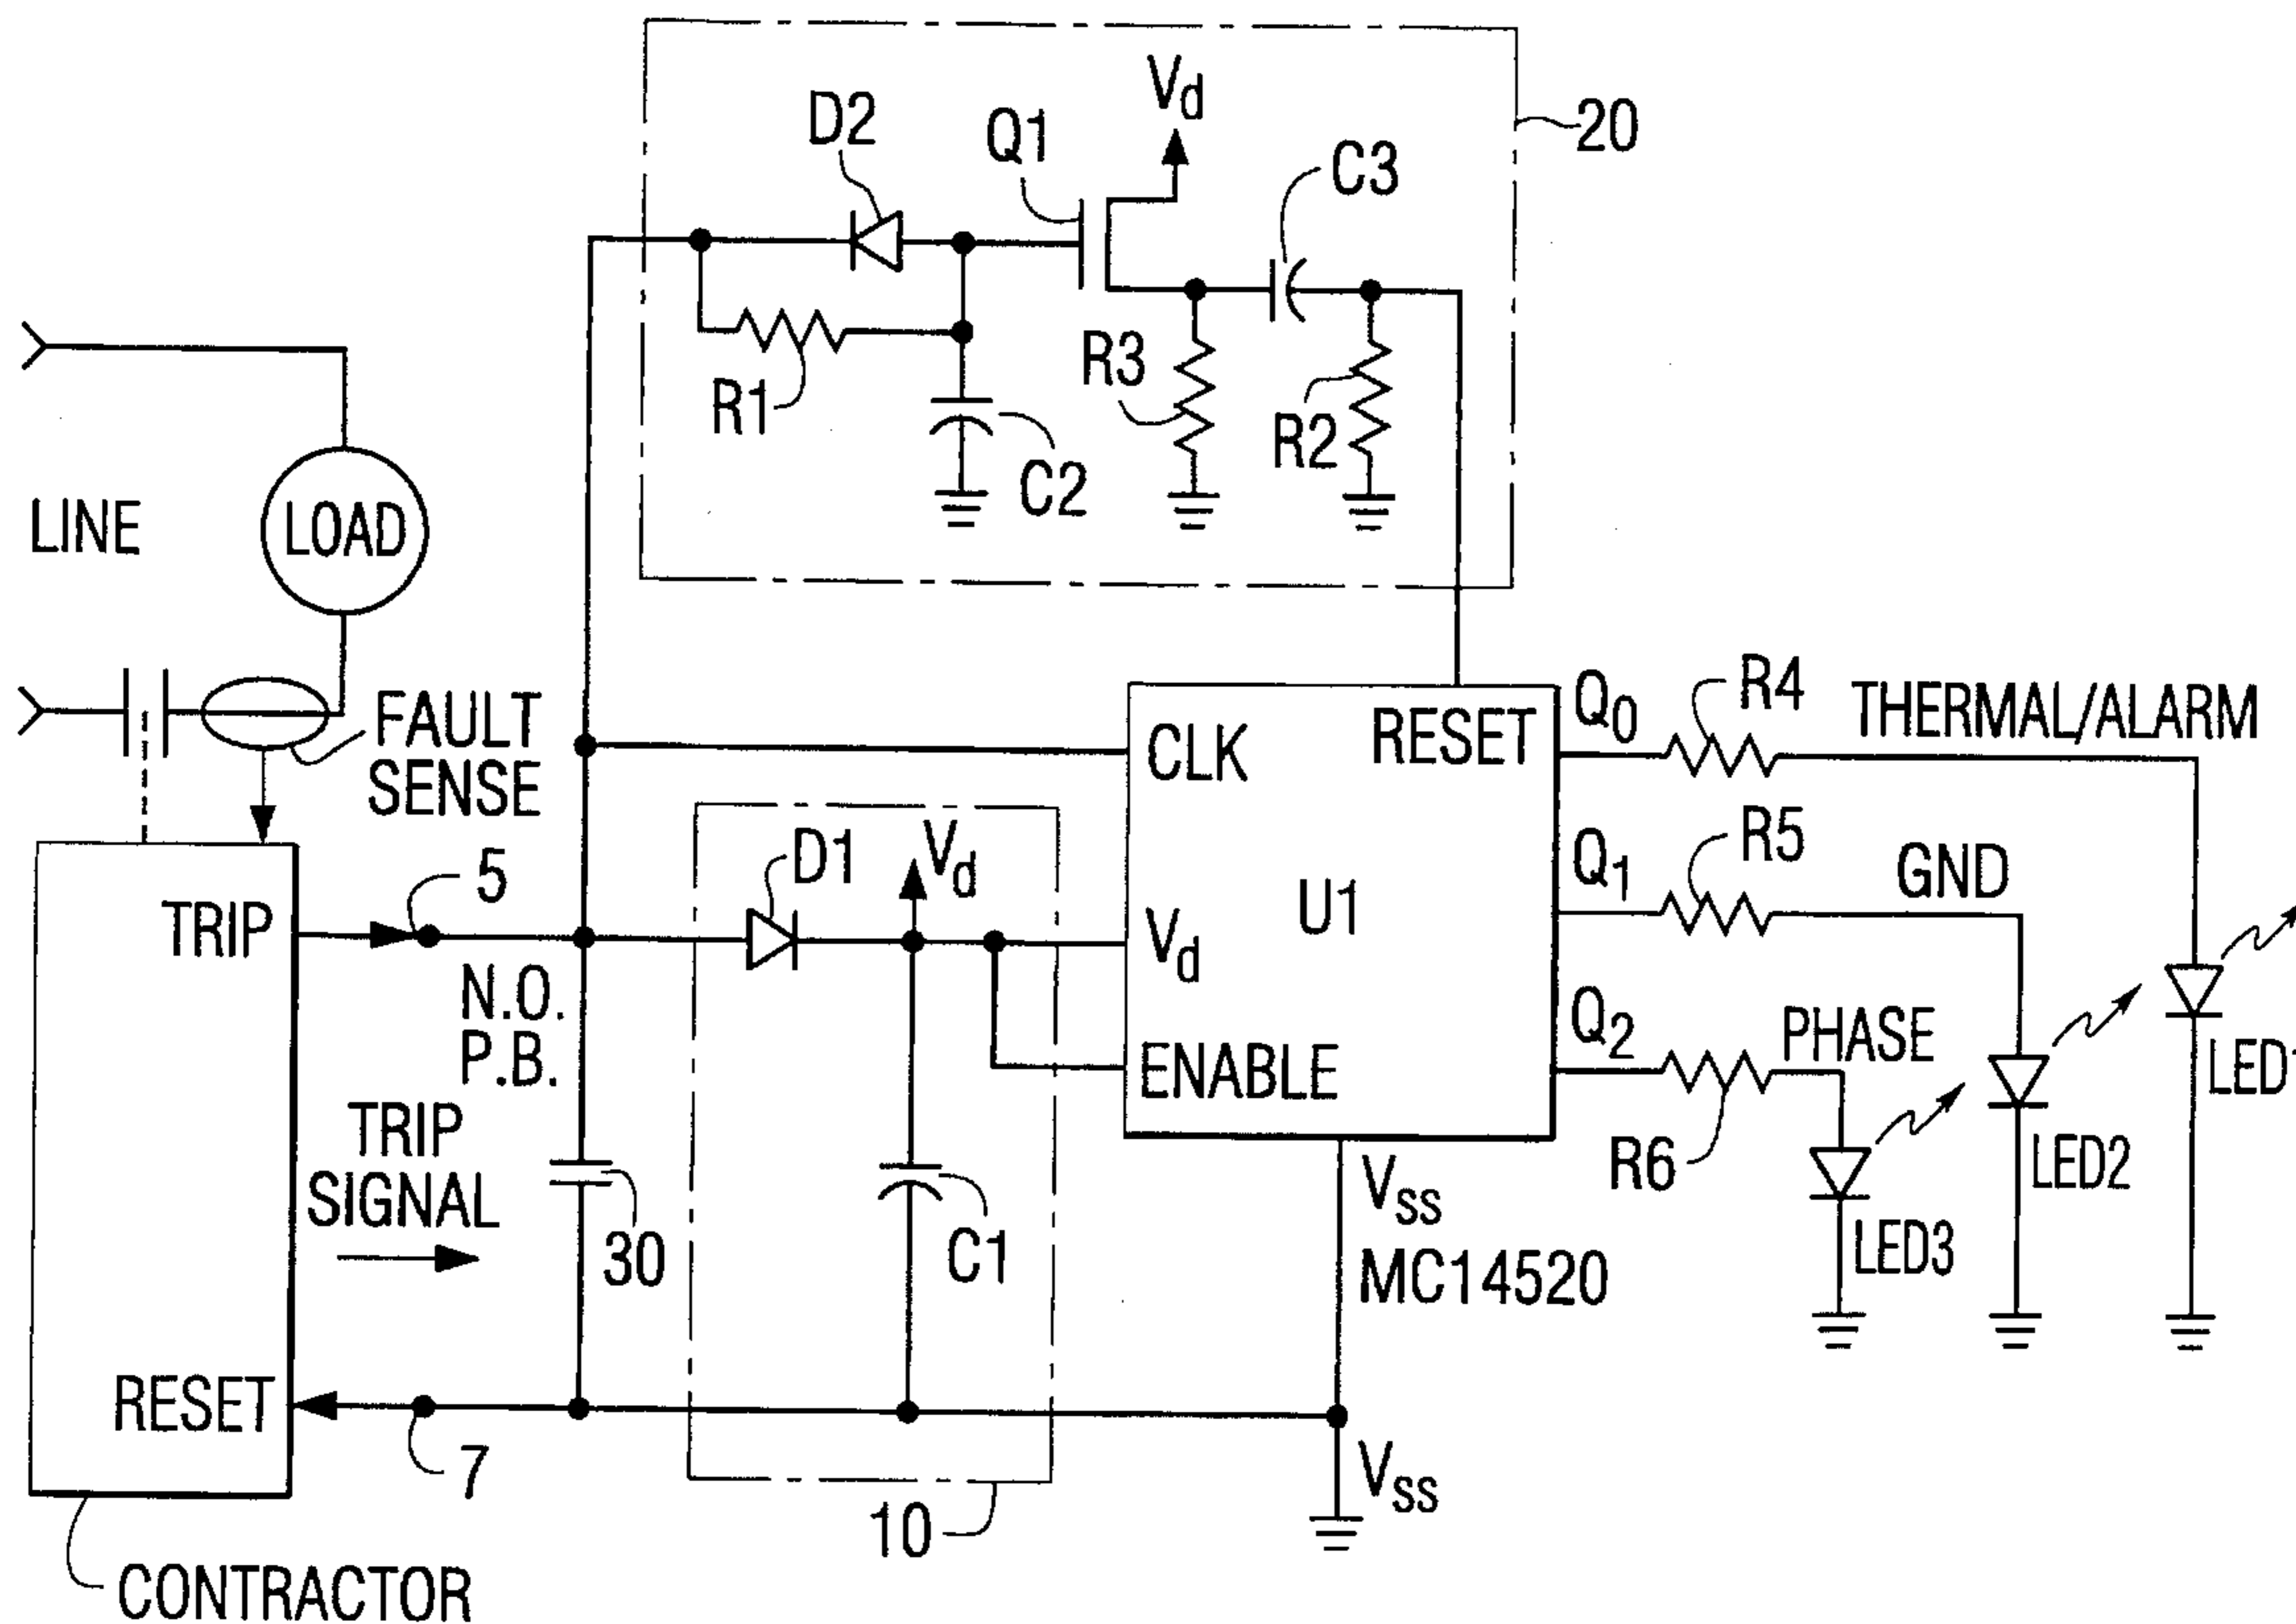 Vd
20
D2
Q1
C3
R3
R1
R2
C2
LINE
LOAD
FAULT
SENSE
CLK
RESET
Q0
R4
THERMAL/ALARM
D1
Vd
R5
Q1
GND
5
TRIP
U1
Vd
N.O.
P.B.
Q2
PHASE
ENABLE
LED1
TRIP
SIGNAL
R6
LED2
Vss
30
C1
LED3
MC14520
RESET
7
Vss
10
CONTRACTOR